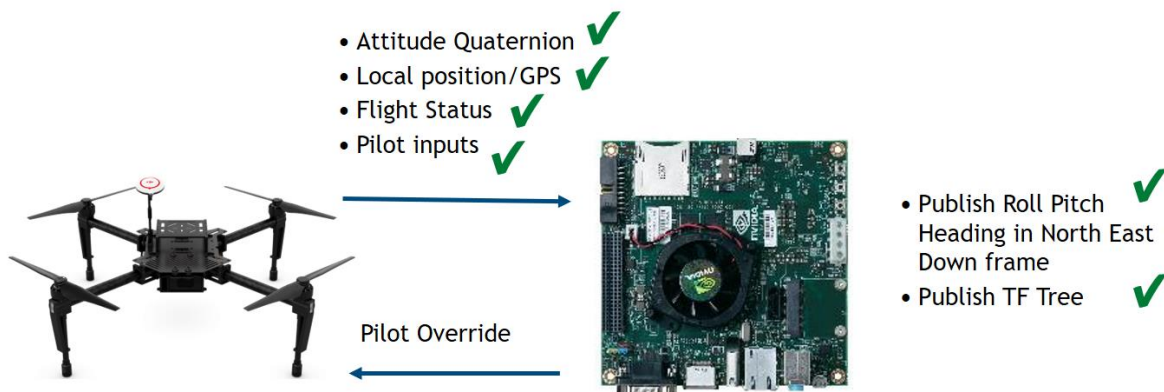 • Attitude Quaternion
• Local position/GPS
• Flight Status
• Pilot inputs
• Publish Roll Pitch
Heading in North East
Down frame
• Publish TF Tree
Pilot Override
NVIDIA